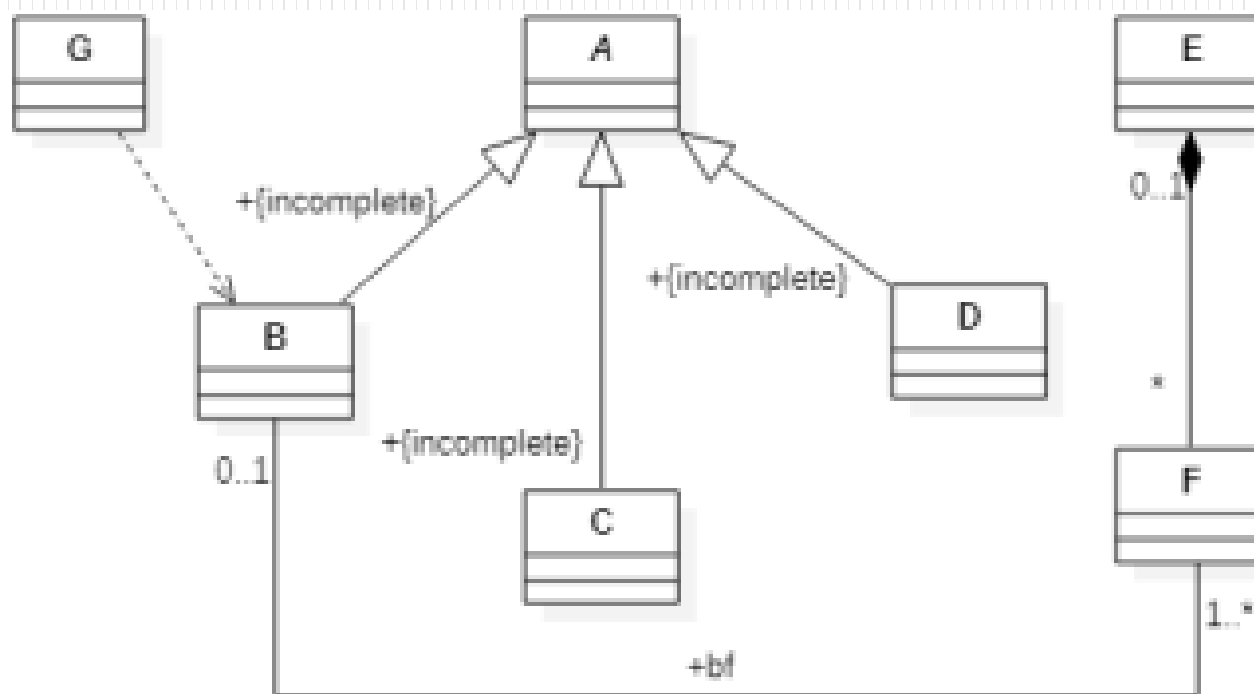 G
A
E
+{incomplete}
0..1
+{incomplete}
B
D
*
+{incomplete}
0..1
F
C
1..*
+bf